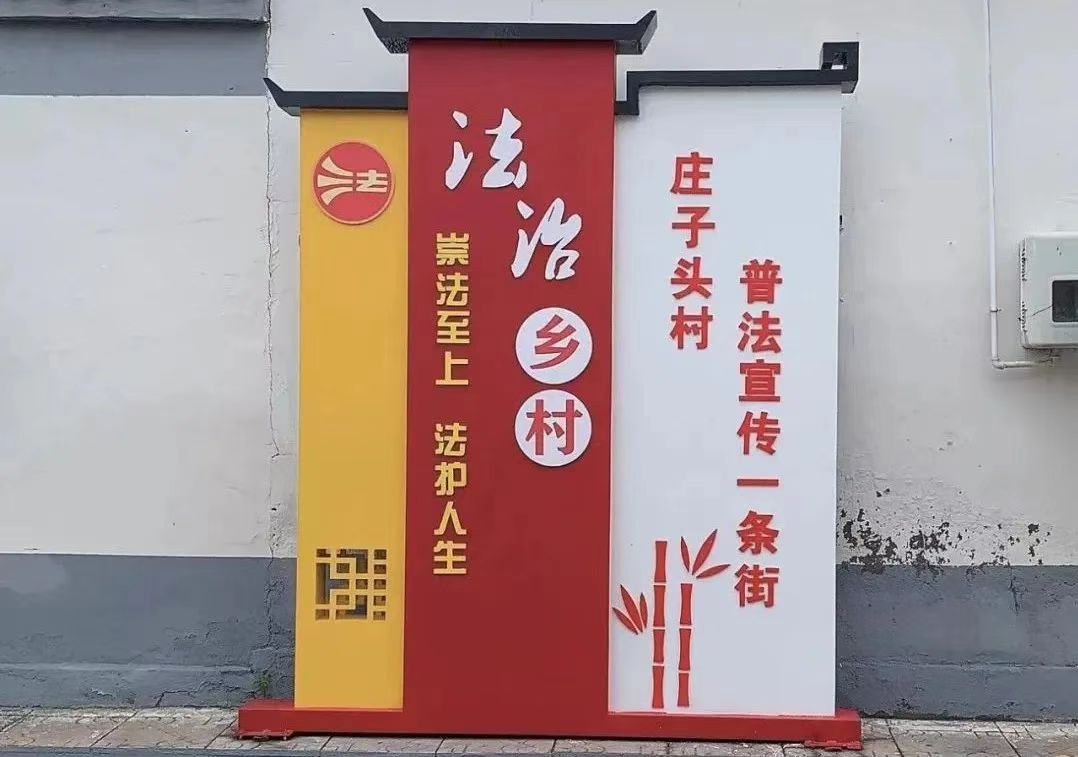 法
法治乡村
崇法至上 法护人生
庄子头村
普法宣传一条街